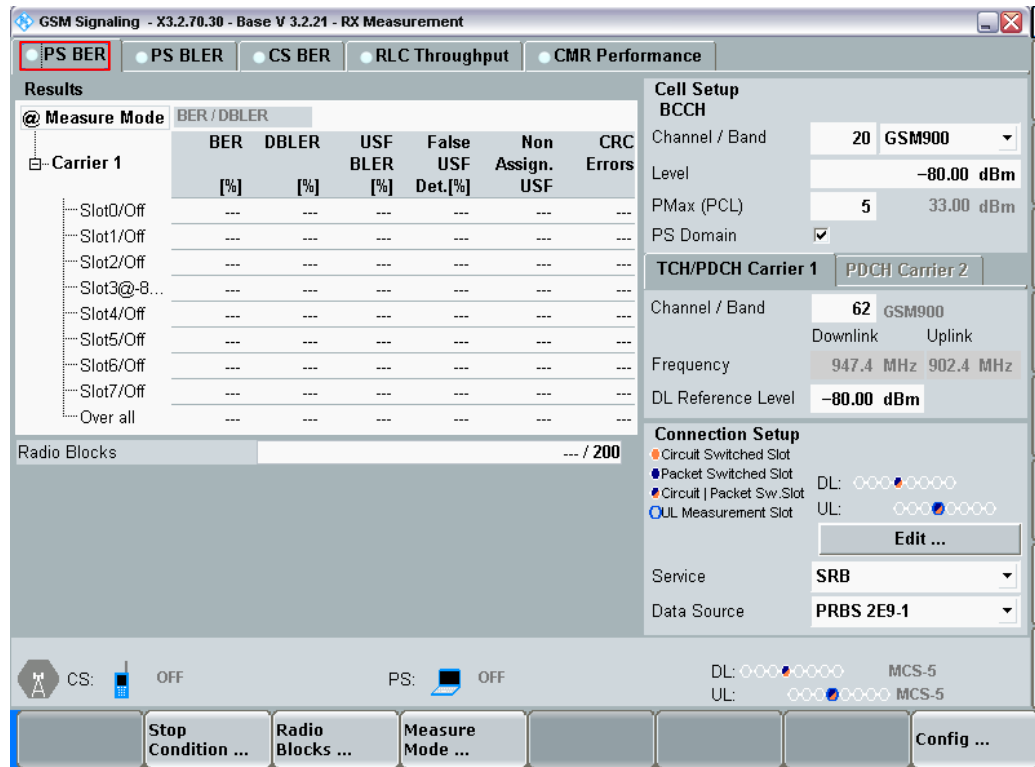 GSM Signaling - X3.2.70.30 - Base V 3.2.21 - RX Measurement
PS BER PS BLER CS BER RLC Throughput CMR Performance
Results
@ Measure Mode BER / DBLER
Carrier 1
BER DBLER USF False Non CRC
BLER USF Assign. Errors
[%] [%] [%] Det.[%] USF
Slot0/Off --- --- --- --- --- ---
Slot1/Off --- --- --- --- --- ---
Slot2/Off --- --- --- --- --- ---
Slot3@-8... --- --- --- --- --- ---
Slot4/Off --- --- --- --- --- ---
Slot5/Off --- --- --- --- --- ---
Slot6/Off --- --- --- --- --- ---
Slot7/Off --- --- --- --- --- ---
Over all --- --- --- --- --- ---
Radio Blocks --- / 200
Cell Setup
BCCH
Channel / Band 20 GSM900
Level -80.00 dBm
PMax (PCL) 5 33.00 dBm
PS Domain
TCH/PDCH Carrier 1 PDCH Carrier 2
Channel / Band 62 GSM900
Downlink Uplink
Frequency 947.4 MHz 902.4 MHz
DL Reference Level -80.00 dBm
Connection Setup
Circuit Switched Slot
Packet Switched Slot
Circuit | Packet Sw.Slot
UL Measurement Slot
DL:
UL:
Edit ...
Service SRB
Data Source PRBS 2E9-1
CS: OFF PS: OFF DL: MCS-5
UL: MCS-5
Stop Condition ...
Radio Blocks ...
Measure Mode ...
Config ...